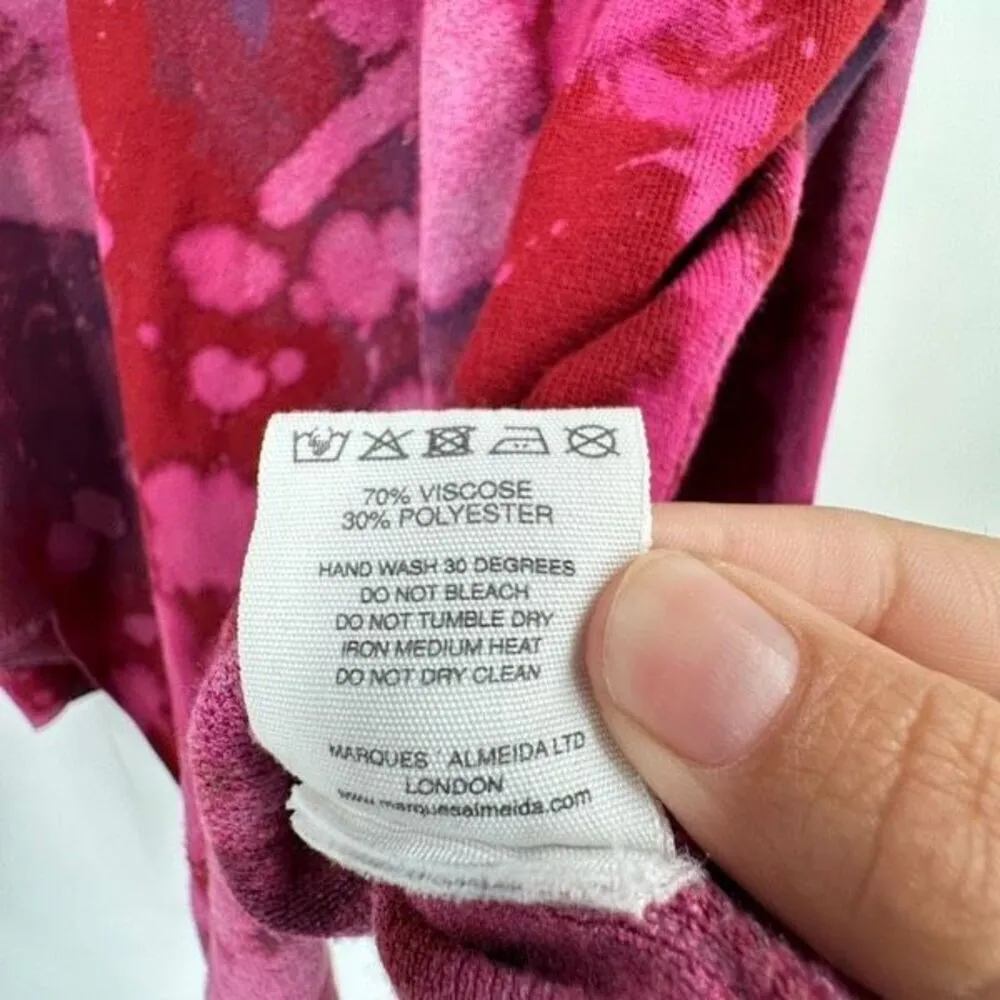 70% VISCOSE
30% POLYESTER
HAND WASH 30 DEGREES
DO NOT BLEACH
DO NOT TUMBLE DRY
IRON MEDIUM HEAT
DO NOT DRY CLEAN
MARQUES ' ALMEIDA LTD
LONDON
www.marquesalmeida.com